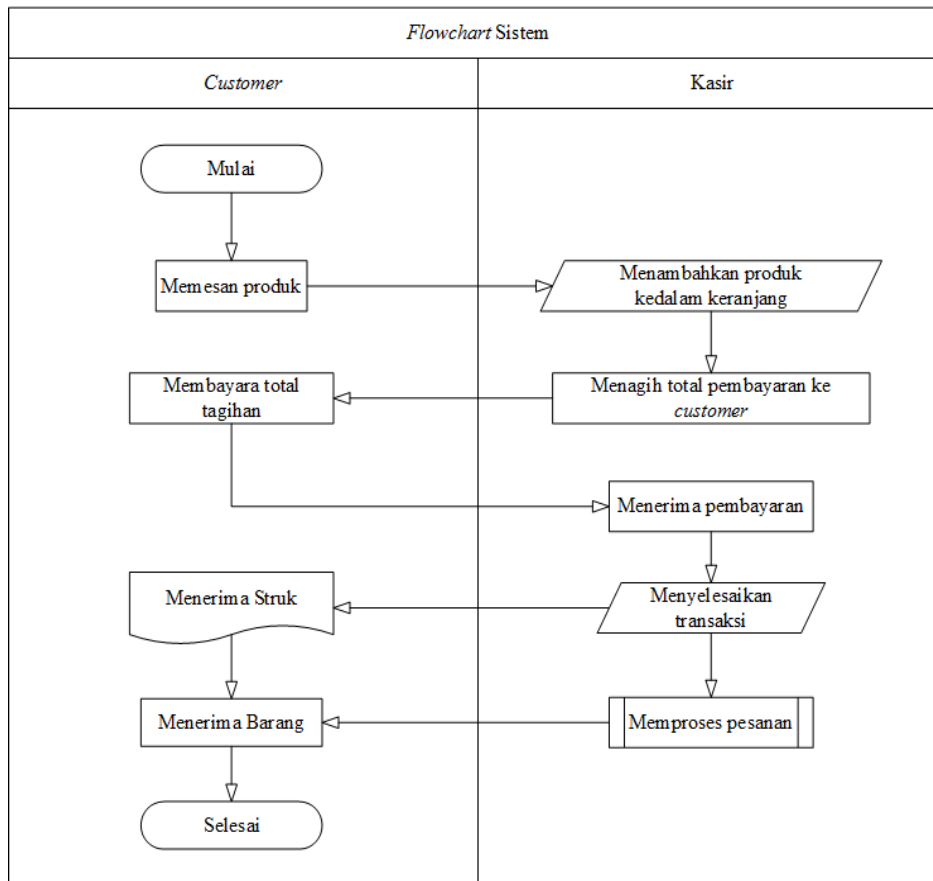 Flowchart Sistem
Customer
Kasir
Mulai
Memesan produk
Menambahkan produk
kedalam keranjang
Membayara total
tagihan
Menagih total pembayaran ke
customer
Menerima pembayaran
Menerima Struk
Menyelesaikan
transaksi
Menerima Barang
Memproses pesanan
Selesai